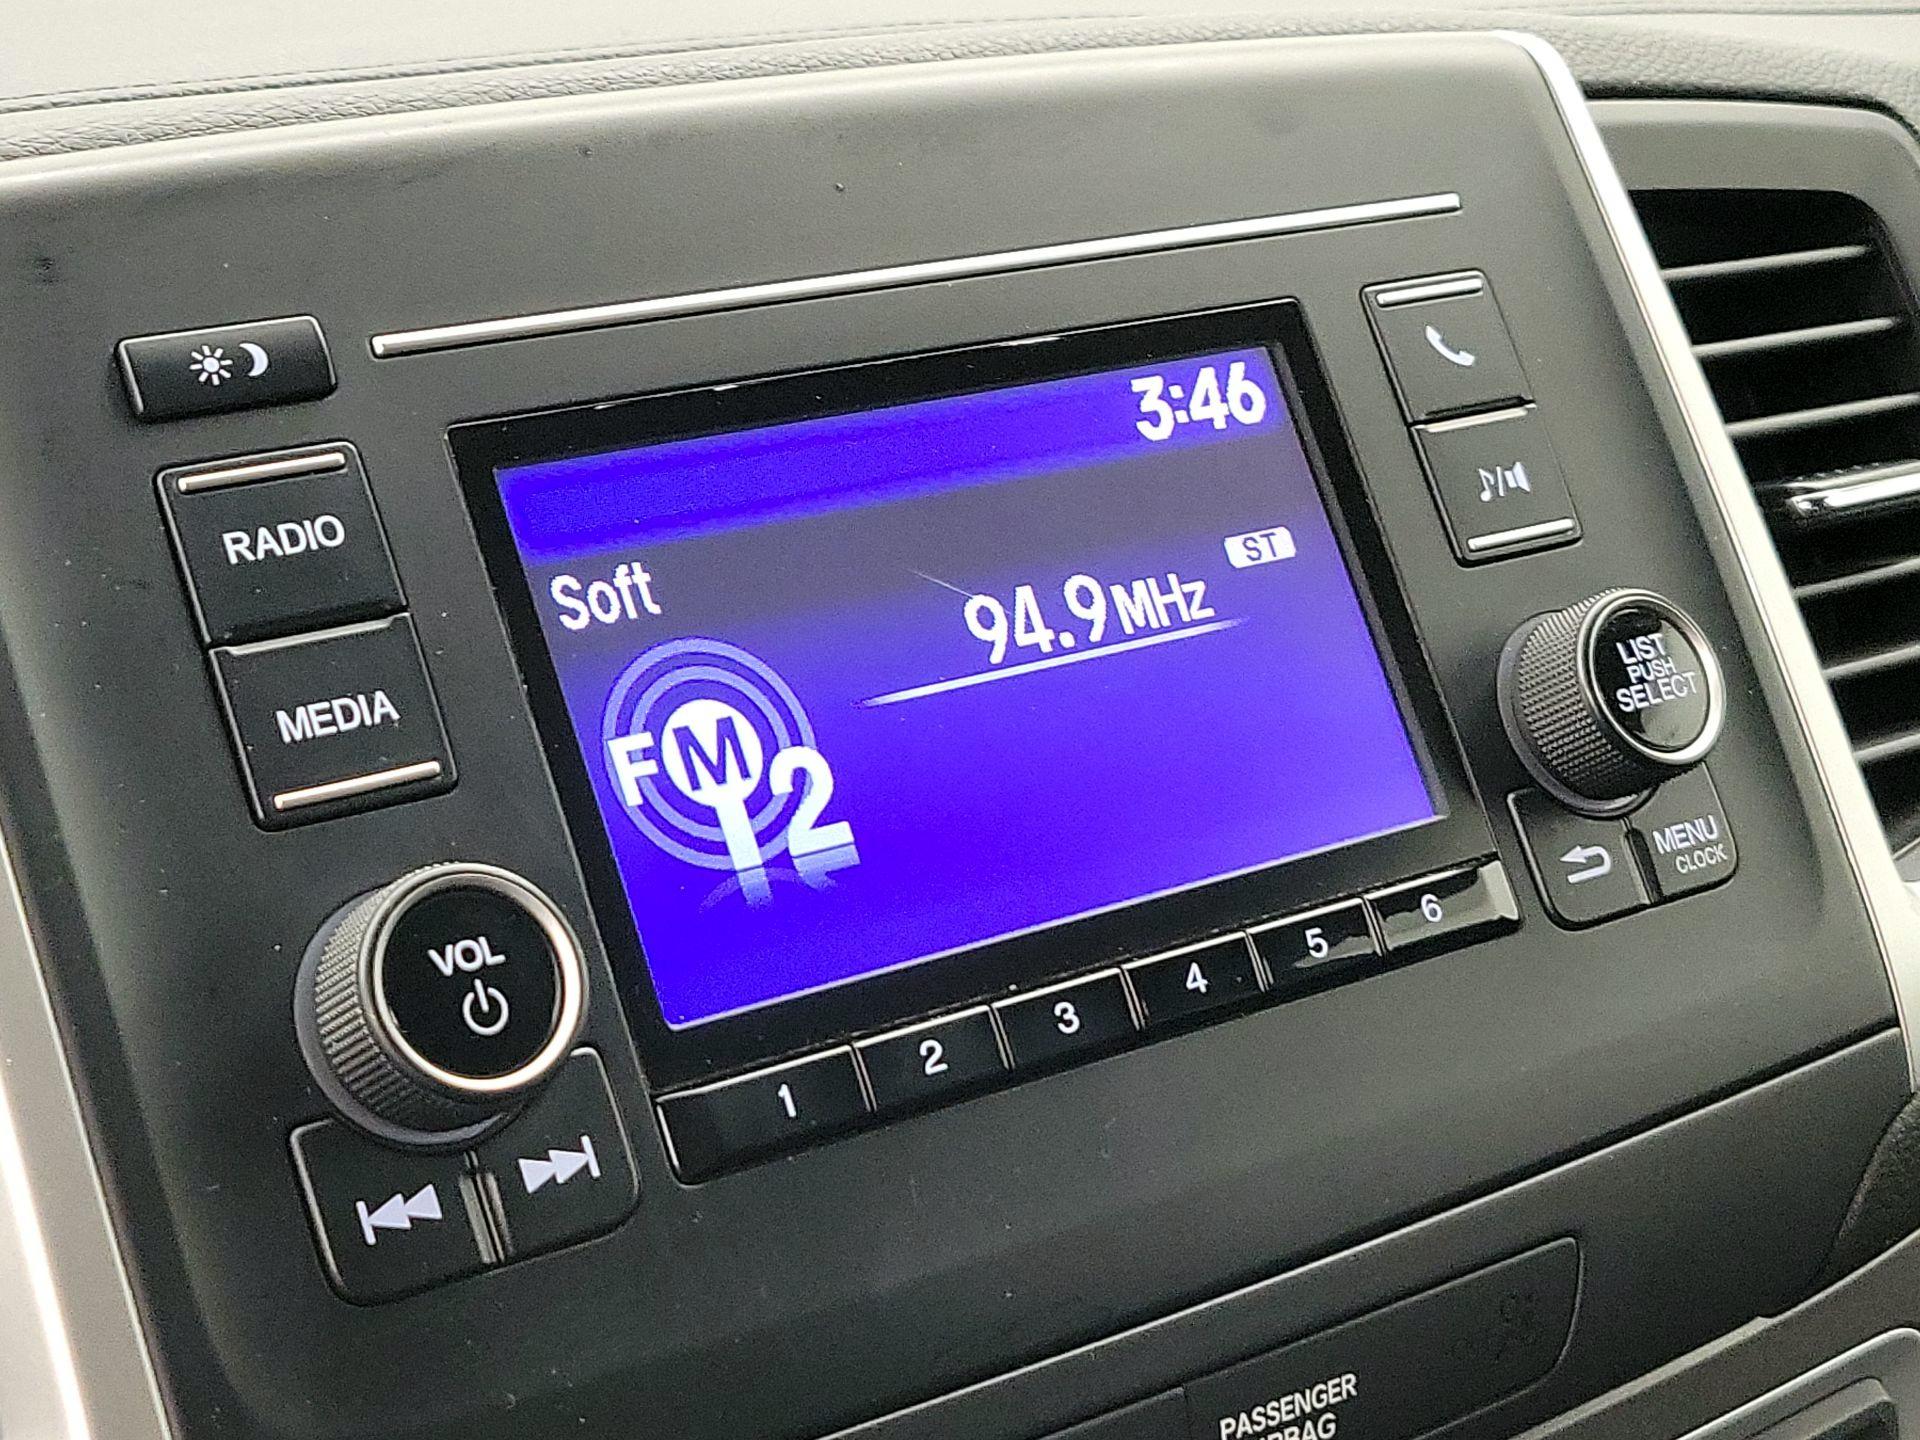 3:46
RADIO
Soft
94.9MHz
ST
MEDIA
FM
12
LIST
PUSH
SELECT
MENU
CLOCK
VOL
1 2 3 4 5 6
PASSENGER